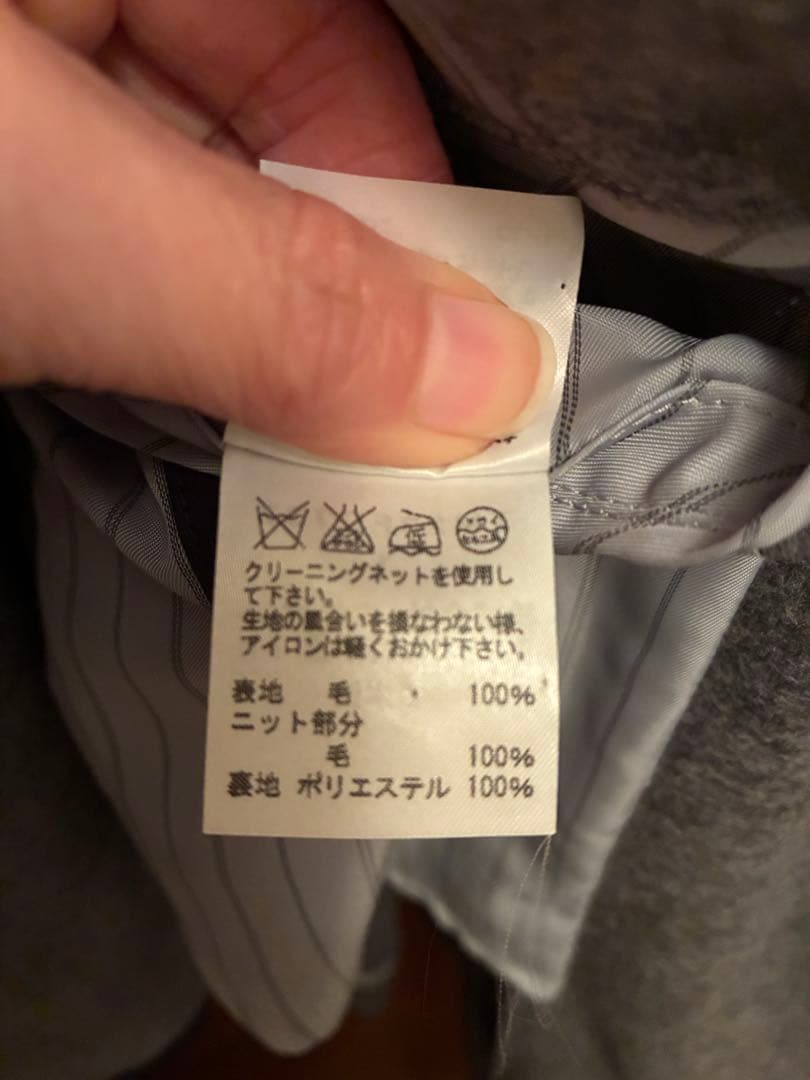 低
クリーニングネットを使用し
て下さい。
生地の風合いを損なわない様、
アイロンは軽くおかけ下さい。
表地 毛 100%
ニット部分
毛 100%
裏地 ポリエステル 100%